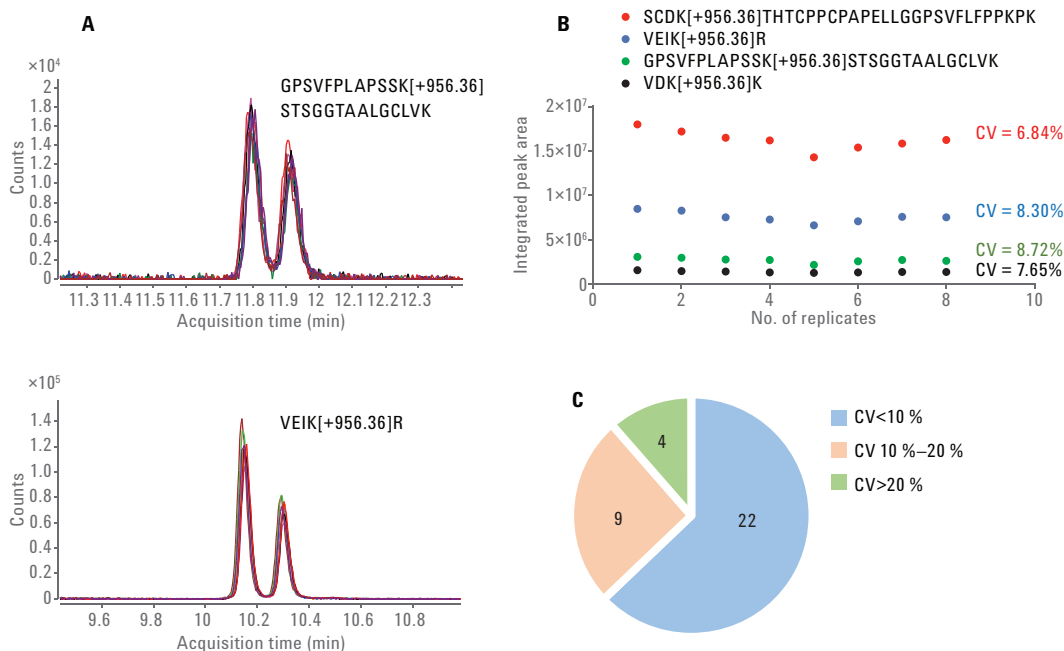 A
×10⁴
2
1.8
1.6
1.4
1.2
1.0
0.8
0.6
0.4
0.2
0
Counts
GPSVFPLAPSSK[+956.36]
STSGGTAALGCLVK
11.3 11.4 11.5 11.6 11.7 11.8 11.9 12 12.1 12.2 12.3
Acquisition time (min)
×10⁵
1.4
1.2
1.0
0.8
0.6
0.4
0.2
0
Counts
VEIK[+956.36]R
9.6 9.8 10 10.2 10.4 10.6 10.8
Acquisition time (min)
B
SCDK[+956.36]THTCPPCPAPELLGGPSVFLFPPKPK
VEIK[+956.36]R
GPSVFPLAPSSK[+956.36]STSGGTAALGCLVK
VDK[+956.36]K
2×10⁷
1.5×10⁷
1×10⁷
5×10⁶
0
Integrated peak area
CV = 6.84%
CV = 8.30%
CV = 8.72%
CV = 7.65%
0 2 4 6 8 10
No. of replicates
C
4
9
22
CV<10 %
CV 10 %–20 %
CV>20 %